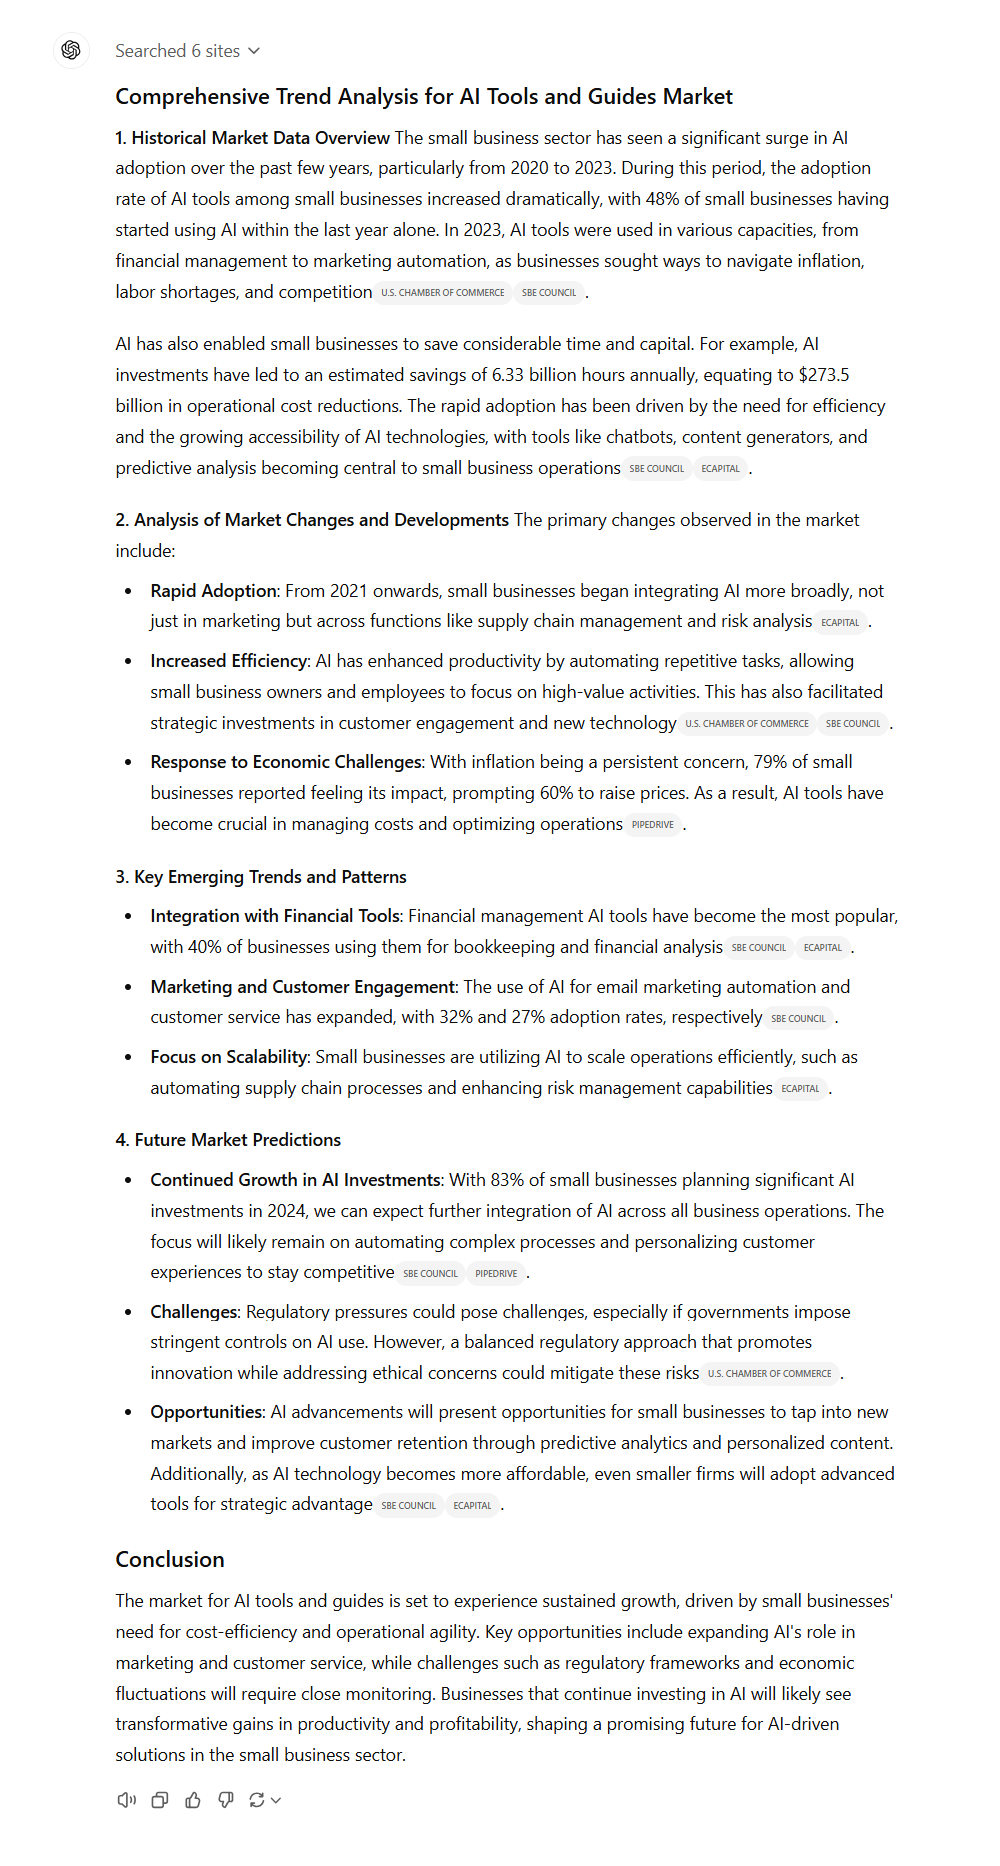 Searched 6 sites
Comprehensive Trend Analysis for AI Tools and Guides Market
1. Historical Market Data Overview The small business sector has seen a significant surge in AI
adoption over the past few years, particularly from 2020 to 2023. During this period, the adoption
rate of AI tools among small businesses increased dramatically, with 48% of small businesses having
started using AI within the last year alone. In 2023, AI tools were used in various capacities, from
financial management to marketing automation, as businesses sought ways to navigate inflation,
labor shortages, and competition U.S. CHAMBER OF COMMERCE SBE COUNCIL .
AI has also enabled small businesses to save considerable time and capital. For example, AI
investments have led to an estimated savings of 6.33 billion hours annually, equating to $273.5
billion in operational cost reductions. The rapid adoption has been driven by the need for efficiency
and the growing accessibility of AI technologies, with tools like chatbots, content generators, and
predictive analysis becoming central to small business operations SBE COUNCIL ECAPITAL .
2. Analysis of Market Changes and Developments The primary changes observed in the market
include:
• Rapid Adoption: From 2021 onwards, small businesses began integrating AI more broadly, not
just in marketing but across functions like supply chain management and risk analysis ECAPITAL .
• Increased Efficiency: AI has enhanced productivity by automating repetitive tasks, allowing
small business owners and employees to focus on high-value activities. This has also facilitated
strategic investments in customer engagement and new technology U.S. CHAMBER OF COMMERCE SBE COUNCIL .
• Response to Economic Challenges: With inflation being a persistent concern, 79% of small
businesses reported feeling its impact, prompting 60% to raise prices. As a result, AI tools have
become crucial in managing costs and optimizing operations PIPEDRIVE .
3. Key Emerging Trends and Patterns
• Integration with Financial Tools: Financial management AI tools have become the most popular,
with 40% of businesses using them for bookkeeping and financial analysis SBE COUNCIL ECAPITAL .
• Marketing and Customer Engagement: The use of AI for email marketing automation and
customer service has expanded, with 32% and 27% adoption rates, respectively SBE COUNCIL .
• Focus on Scalability: Small businesses are utilizing AI to scale operations efficiently, such as
automating supply chain processes and enhancing risk management capabilities ECAPITAL .
4. Future Market Predictions
• Continued Growth in AI Investments: With 83% of small businesses planning significant AI
investments in 2024, we can expect further integration of AI across all business operations. The
focus will likely remain on automating complex processes and personalizing customer
experiences to stay competitive SBE COUNCIL PIPEDRIVE .
• Challenges: Regulatory pressures could pose challenges, especially if governments impose
stringent controls on AI use. However, a balanced regulatory approach that promotes
innovation while addressing ethical concerns could mitigate these risks U.S. CHAMBER OF COMMERCE .
• Opportunities: AI advancements will present opportunities for small businesses to tap into new
markets and improve customer retention through predictive analytics and personalized content.
Additionally, as AI technology becomes more affordable, even smaller firms will adopt advanced
tools for strategic advantage SBE COUNCIL ECAPITAL .
Conclusion
The market for AI tools and guides is set to experience sustained growth, driven by small businesses'
need for cost-efficiency and operational agility. Key opportunities include expanding AI's role in
marketing and customer service, while challenges such as regulatory frameworks and economic
fluctuations will require close monitoring. Businesses that continue investing in AI will likely see
transformative gains in productivity and profitability, shaping a promising future for AI-driven
solutions in the small business sector.